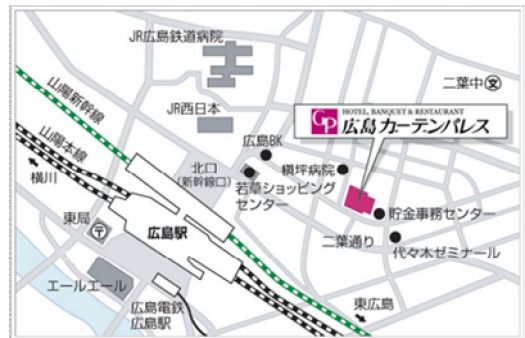 JR広島鉄道病院
二葉中
文
山陽新幹線
山陽本線
JR西日本
GP
HOTEL, BANQUET & RESTAURANT
広島ガーデンパレス
広島BK
横川
北口
(新幹線口)
槇坪病院
若草ショッピング
センター
東局
〒
広島駅
貯金事務センター
二葉通り
代々木ゼミナール
エールエール
広島電鉄
広島駅
東広島